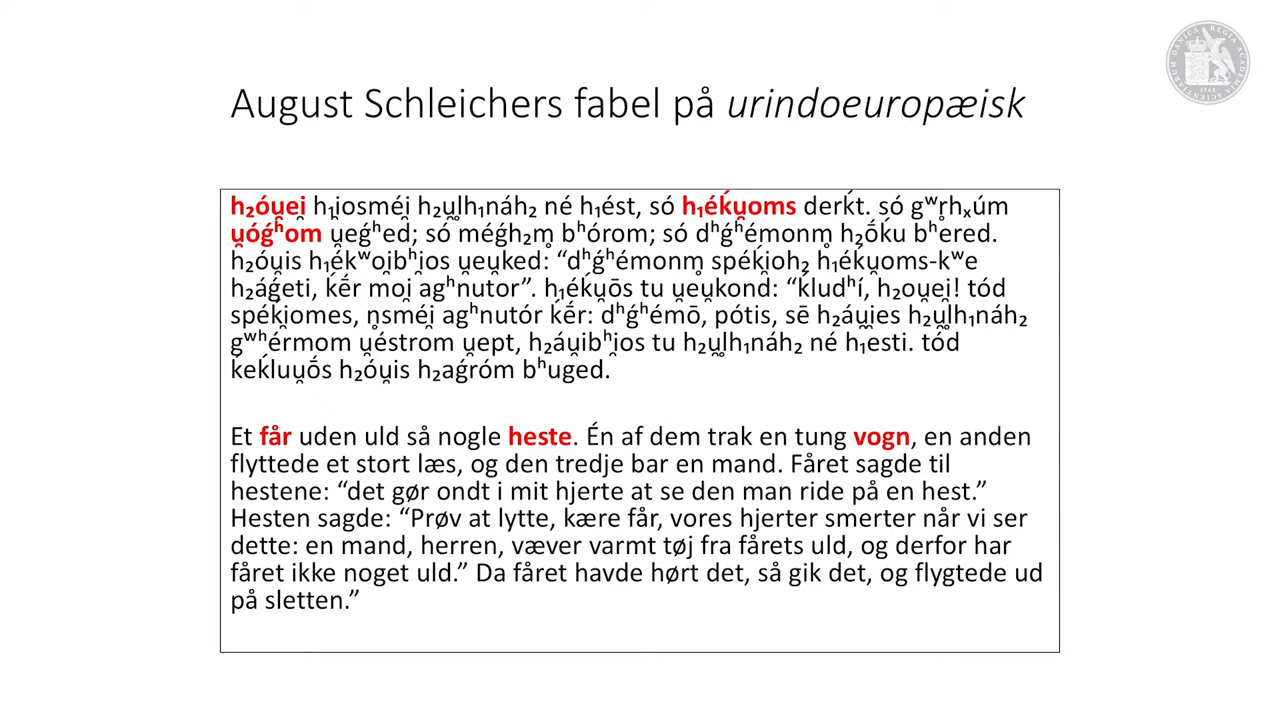 August Schleichers fabel på urindoeuropæisk
h₂óu̯ei̯ h₁i̯osméi̯ h₂u̯l̥h₁náh₂ né h₁ést, só h₁éḱu̯oms derḱt. só gʷr̥hₓúm
u̯óǵʰom u̯eǵʰed; só méǵh₂m̥ bʰórom; só dʰǵʰémonm̥ h₂ṓḱu bʰered.
h₂óu̯is h₁ékʷoi̯bʰi̯os u̯eu̯ked: “dʰǵʰémonm̥ spéḱi̯oh₂ h₁éḱu̯oms-kʷe
h₂áǵeti, ḱḗr moi̯ agʰnutor”. h₁éḱu̯ōs tu u̯eu̯kond: “ḱludʰí, h₂ou̯ei̯! tód
spéḱi̯omes, n̥sméi̯ agʰnutór ḱḗr: dʰǵʰémō, pótis, sē h₂áu̯i̯es h₂u̯l̥h₁náh₂
gʷʰérmom u̯éstrom u̯ept, h₂áu̯ibʰi̯os tu h₂u̯l̥h₁náh₂ né h₁esti. tód
ḱeḱluu̯ṓs h₂óu̯is h₂aǵróm bʰuged.
Et får uden uld så nogle heste. Én af dem trak en tung vogn, en anden
flyttede et stort læs, og den tredje bar en mand. Fåret sagde til
hestene: “det gør ondt i mit hjerte at se den man ride på en hest.”
Hesten sagde: “Prøv at lytte, kære får, vores hjerter smerter når vi ser
dette: en mand, herren, væver varmt tøj fra fårets uld, og derfor har
fåret ikke noget uld.” Da fåret havde hørt det, så gik det, og flygtede ud
på sletten.”